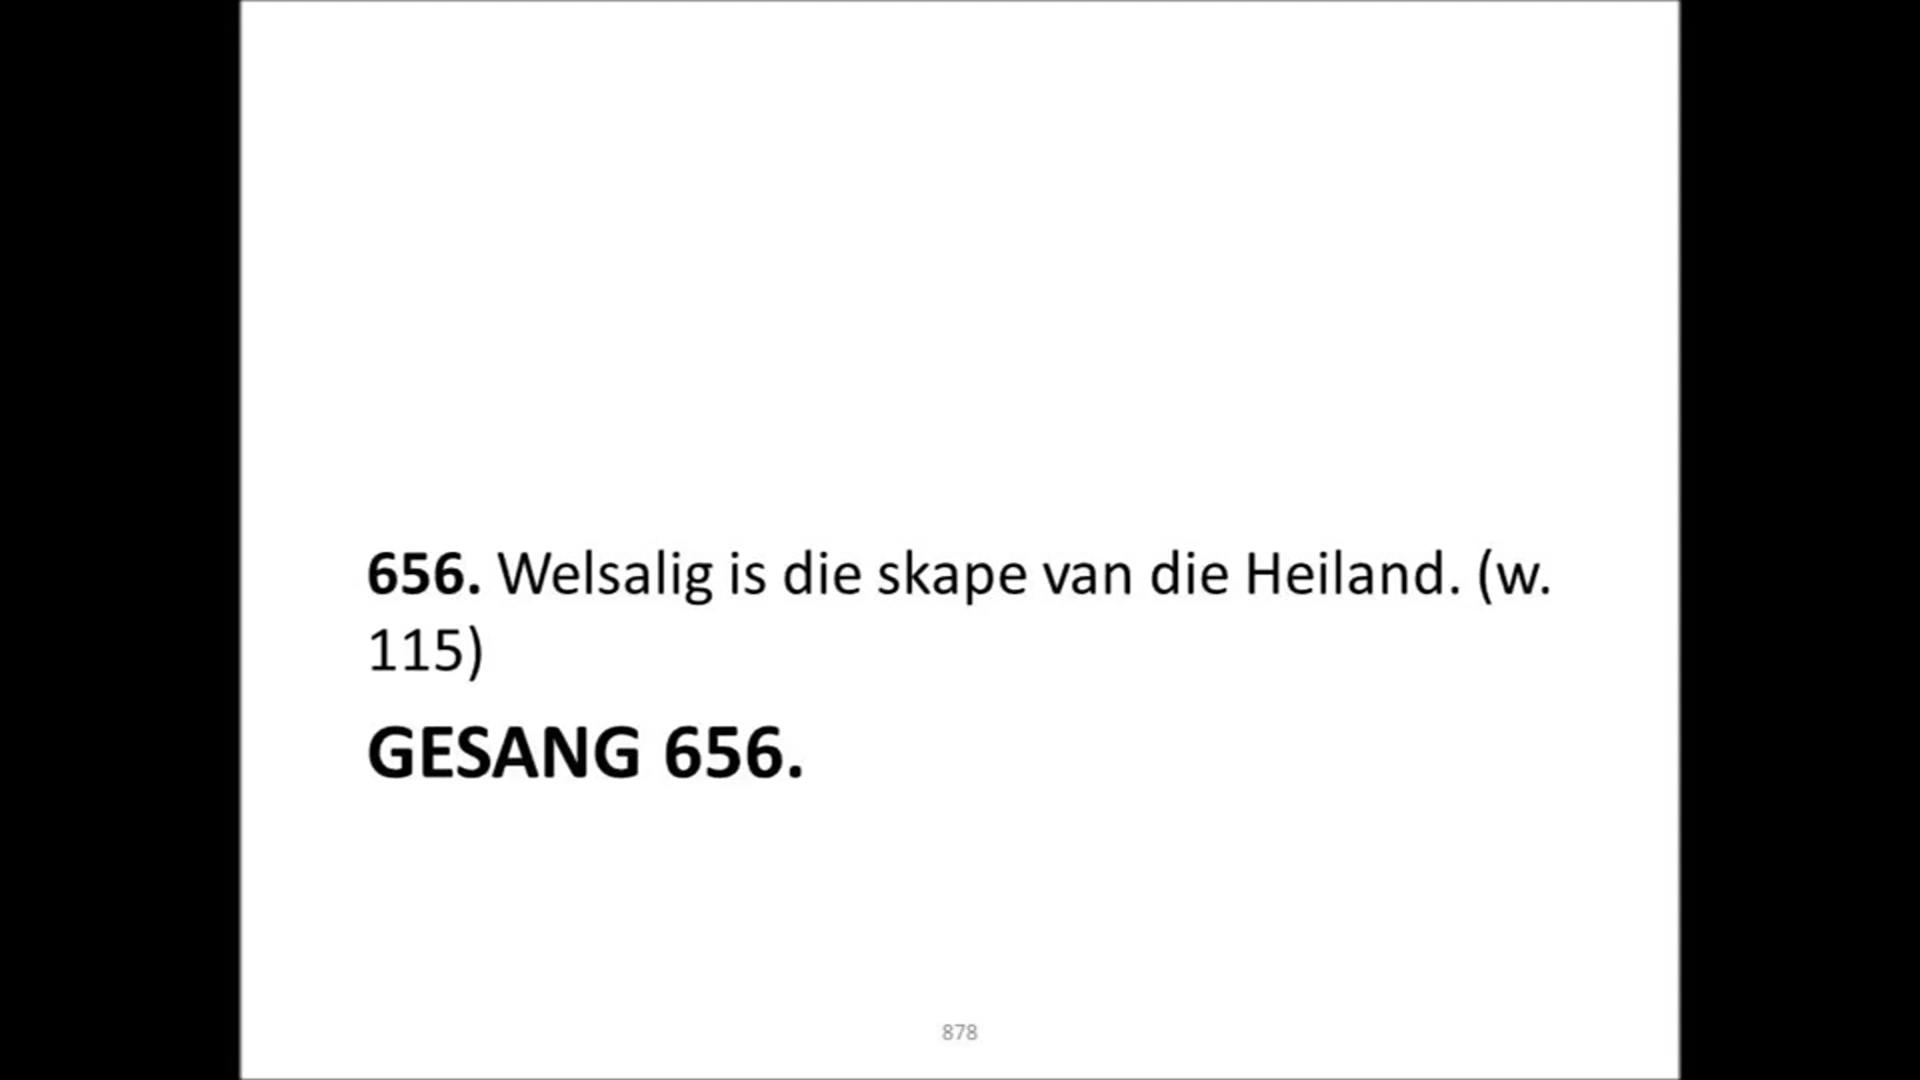 656. Welsalig is die skape van die Heiland. (w.
115)
GESANG 656.
878